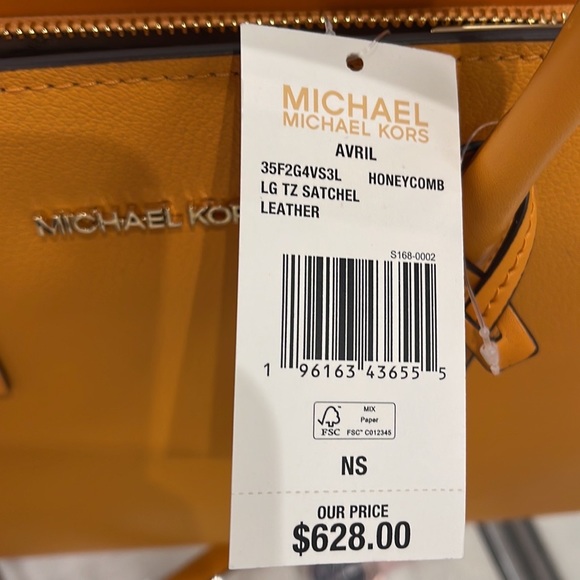 MICHAEL
MICHAEL KORS
AVRIL
35F2G4VS3L HONEYCOMB
LG TZ SATCHEL
LEATHER
MICHAEL KOR
S168-0002
1 96163 43655 5
FSC
MIX
Paper
FSC® C012345
NS
OUR PRICE
$628.00